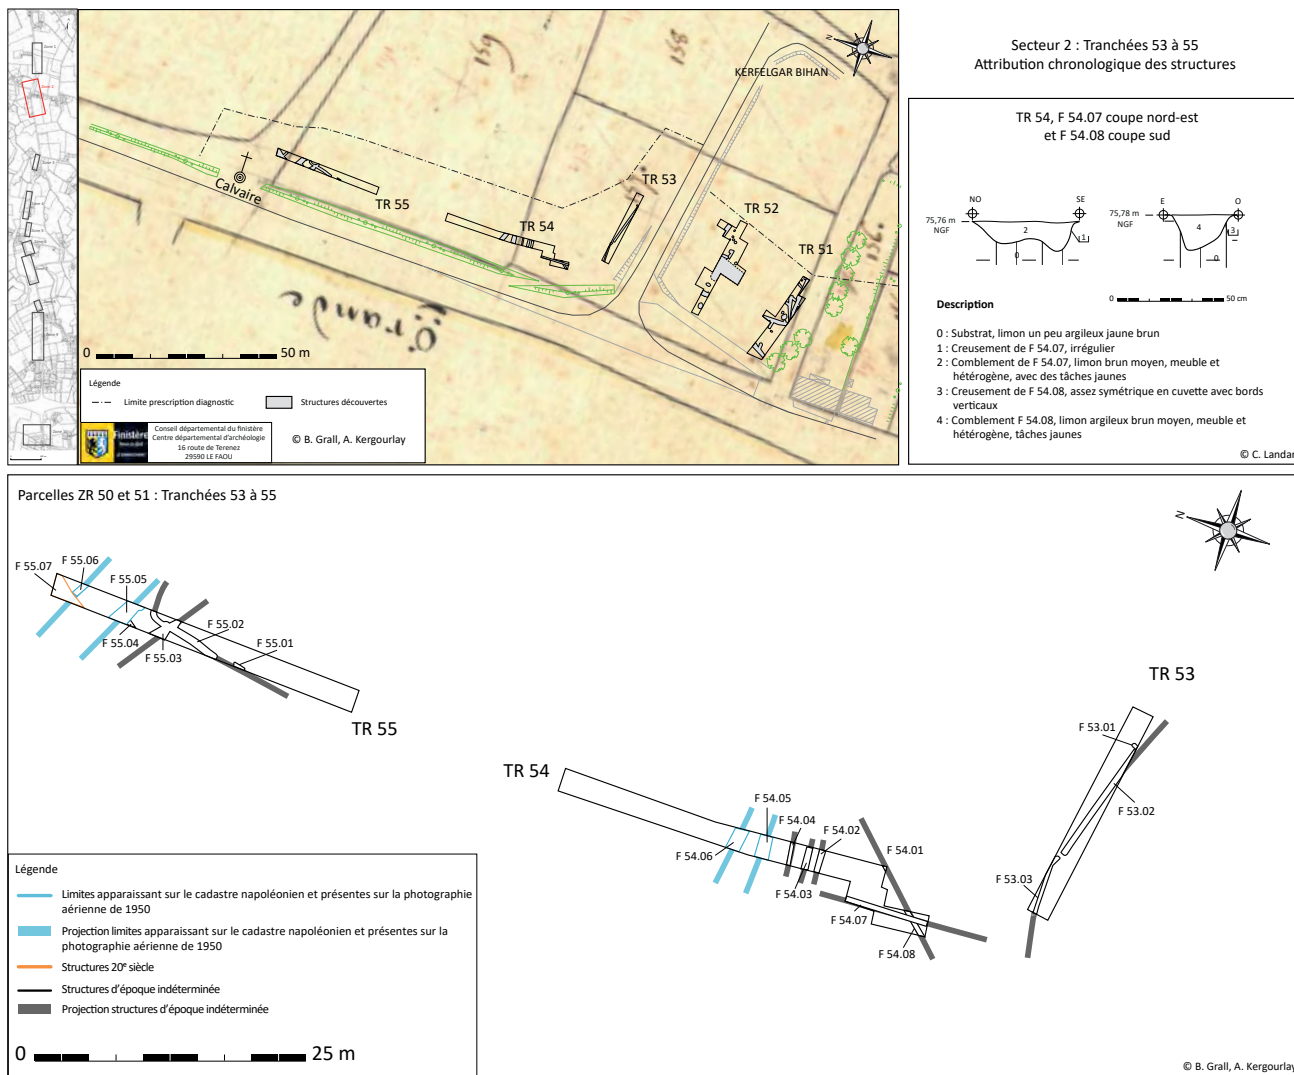 159
158
KERFELGAR BIHAN
N
Calvaire
TR 55
TR 54
TR 53
TR 52
TR 51
Grande
0
50 m
Légende
Limite prescription diagnostic
Structures découvertes
Finistère
Conseil départemental du finistère
Centre départemental d'archéologie
16 route de Terenez
29590 LE FAOU
© B. Grall, A. Kergourlay
Secteur 2 : Tranchées 53 à 55
Attribution chronologique des structures
TR 54, F 54.07 coupe nord-est
et F 54.08 coupe sud
NO
SE
E
O
75,76 m
NGF
2
1
0
75,78 m
NGF
4
3
0
0
50 cm
Description
0 : Substrat, limon un peu argileux jaune brun
1 : Creusement de F 54.07, irrégulier
2 : Comblement de F 54.07, limon brun moyen, meuble et
hétérogène, avec des tâches jaunes
3 : Creusement de F 54.08, assez symétrique en cuvette avec bords
verticaux
4 : Comblement F 54.08, limon argileux brun moyen, meuble et
hétérogène, tâches jaunes
© C. Landar
Parcelles ZR 50 et 51 : Tranchées 53 à 55
N
F 55.07
F 55.06
F 55.05
F 55.04
F 55.03
F 55.02
F 55.01
TR 55
TR 54
F 54.06
F 54.05
F 54.04
F 54.03
F 54.02
F 54.01
F 54.07
F 54.08
TR 53
F 53.01
F 53.02
F 53.03
Légende
Limites apparaissant sur le cadastre napoléonien et présentes sur la photographie
aérienne de 1950
Projection limites apparaissant sur le cadastre napoléonien et présentes sur la
photographie aérienne de 1950
Structures 20e siècle
Structures d'époque indéterminée
Projection structures d'époque indéterminée
0
25 m
© B. Grall, A. Kergourlay